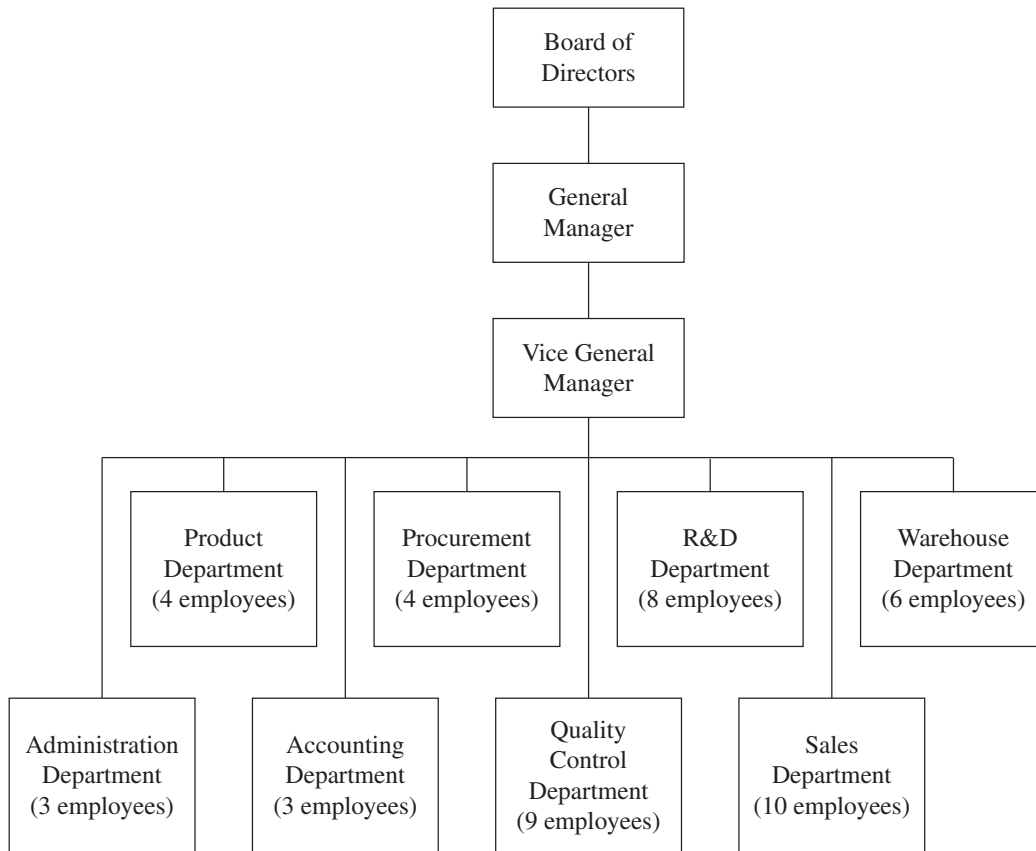 Board of
Directors
General
Manager
Vice General
Manager
Product
Department
(4 employees)
Procurement
Department
(4 employees)
R&D
Department
(8 employees)
Warehouse
Department
(6 employees)
Administration
Department
(3 employees)
Accounting
Department
(3 employees)
Quality
Control
Department
(9 employees)
Sales
Department
(10 employees)